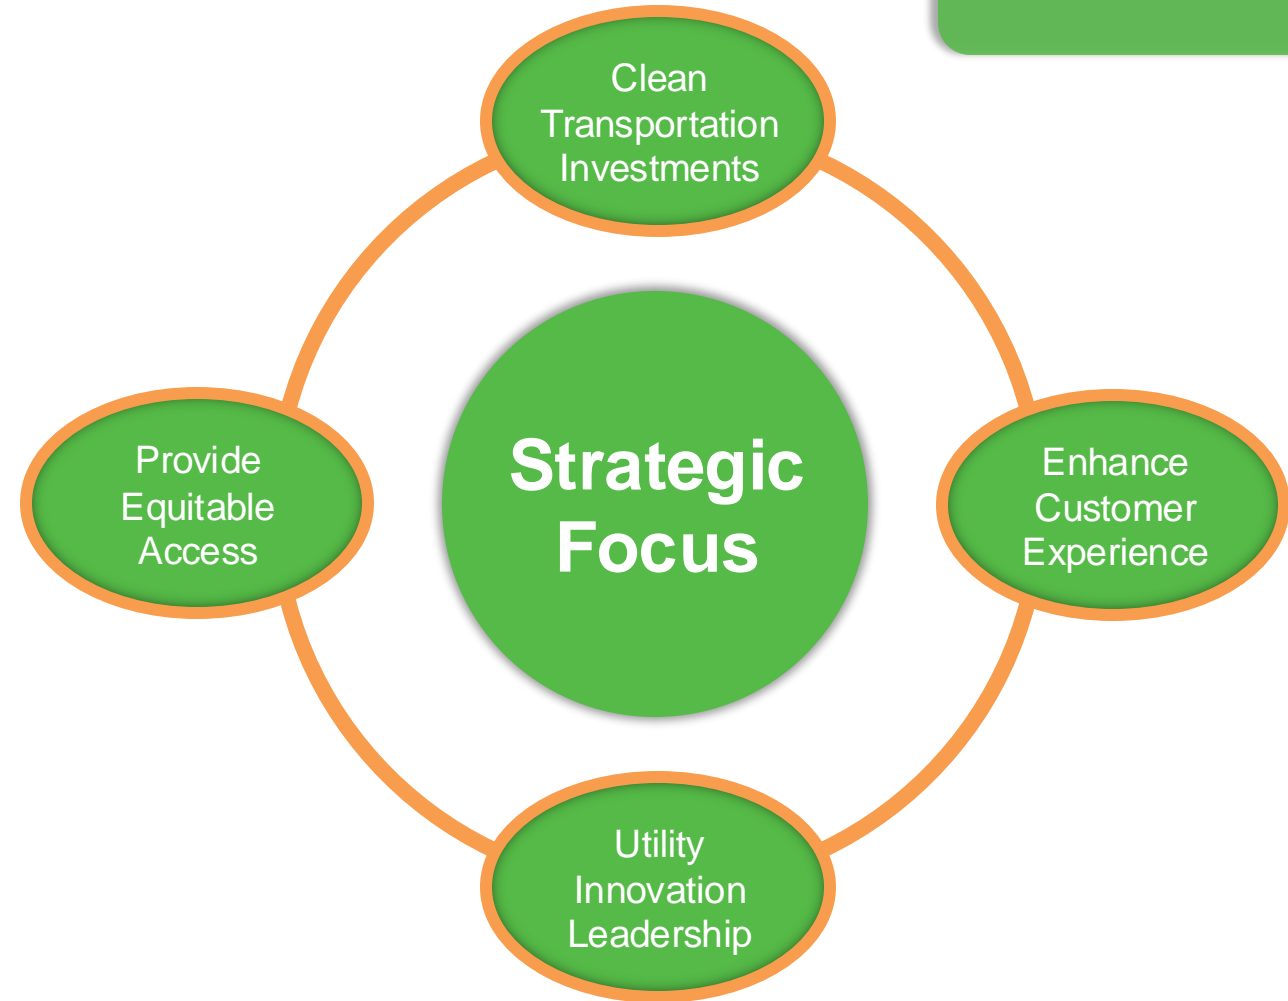 Clean
Transportation
Investments
Strategic
Focus
Provide
Equitable
Access
Enhance
Customer
Experience
Utility
Innovation
Leadership